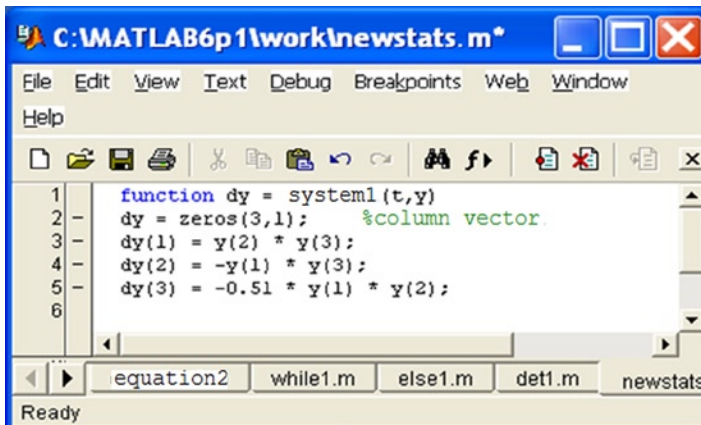 C:\MATLAB6p1\work\newstats.m*
File Edit View Text Debug Breakpoints Web Window
Help
1 function dy = system1(t,y)
2 - dy = zeros(3,1); %column vector
3 - dy(1) = y(2) * y(3);
4 - dy(2) = -y(1) * y(3);
5 - dy(3) = -0.51 * y(1) * y(2);
6
equation2 while1.m else1.m det1.m newstats
Ready